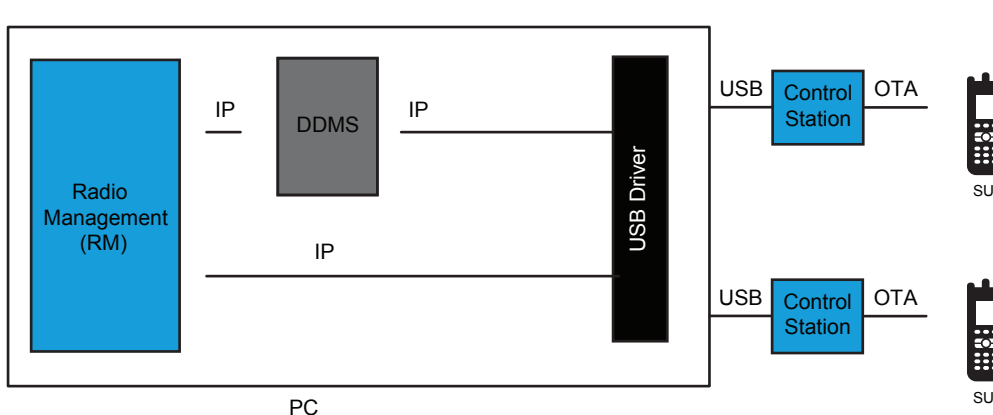 USB
Control
Station
OTA
IP
DDMS
IP
USB Driver
SU
Radio
Management
(RM)
IP
USB
Control
Station
OTA
SU
PC